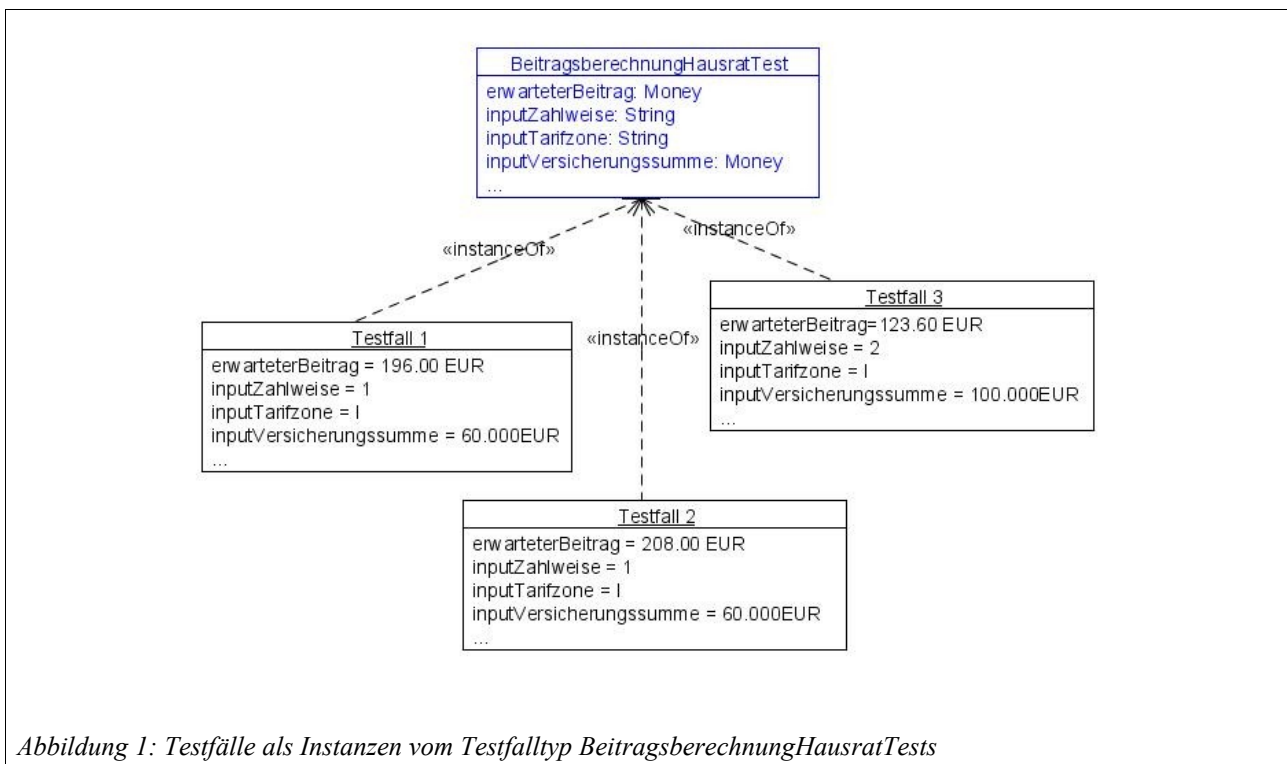 BeitragsberechnungHausratTest
erwarteterBeitrag: Money
inputZahlweise: String
inputTarifzone: String
inputVersicherungssumme: Money
...
«instanceOf»
«instanceOf»
«instanceOf»
Testfall 1
erwarteterBeitrag = 196.00 EUR
inputZahlweise = 1
inputTarifzone = I
inputVersicherungssumme = 60.000EUR
...
Testfall 3
erwarteterBeitrag=123.60 EUR
inputZahlweise = 2
inputTarifzone = I
inputVersicherungssumme = 100.000EUR
...
Testfall 2
erwarteterBeitrag = 208.00 EUR
inputZahlweise = 1
inputTarifzone = I
inputVersicherungssumme = 60.000EUR
...
Abbildung 1: Testfälle als Instanzen vom Testfalltyp BeitragsberechnungHausratTests